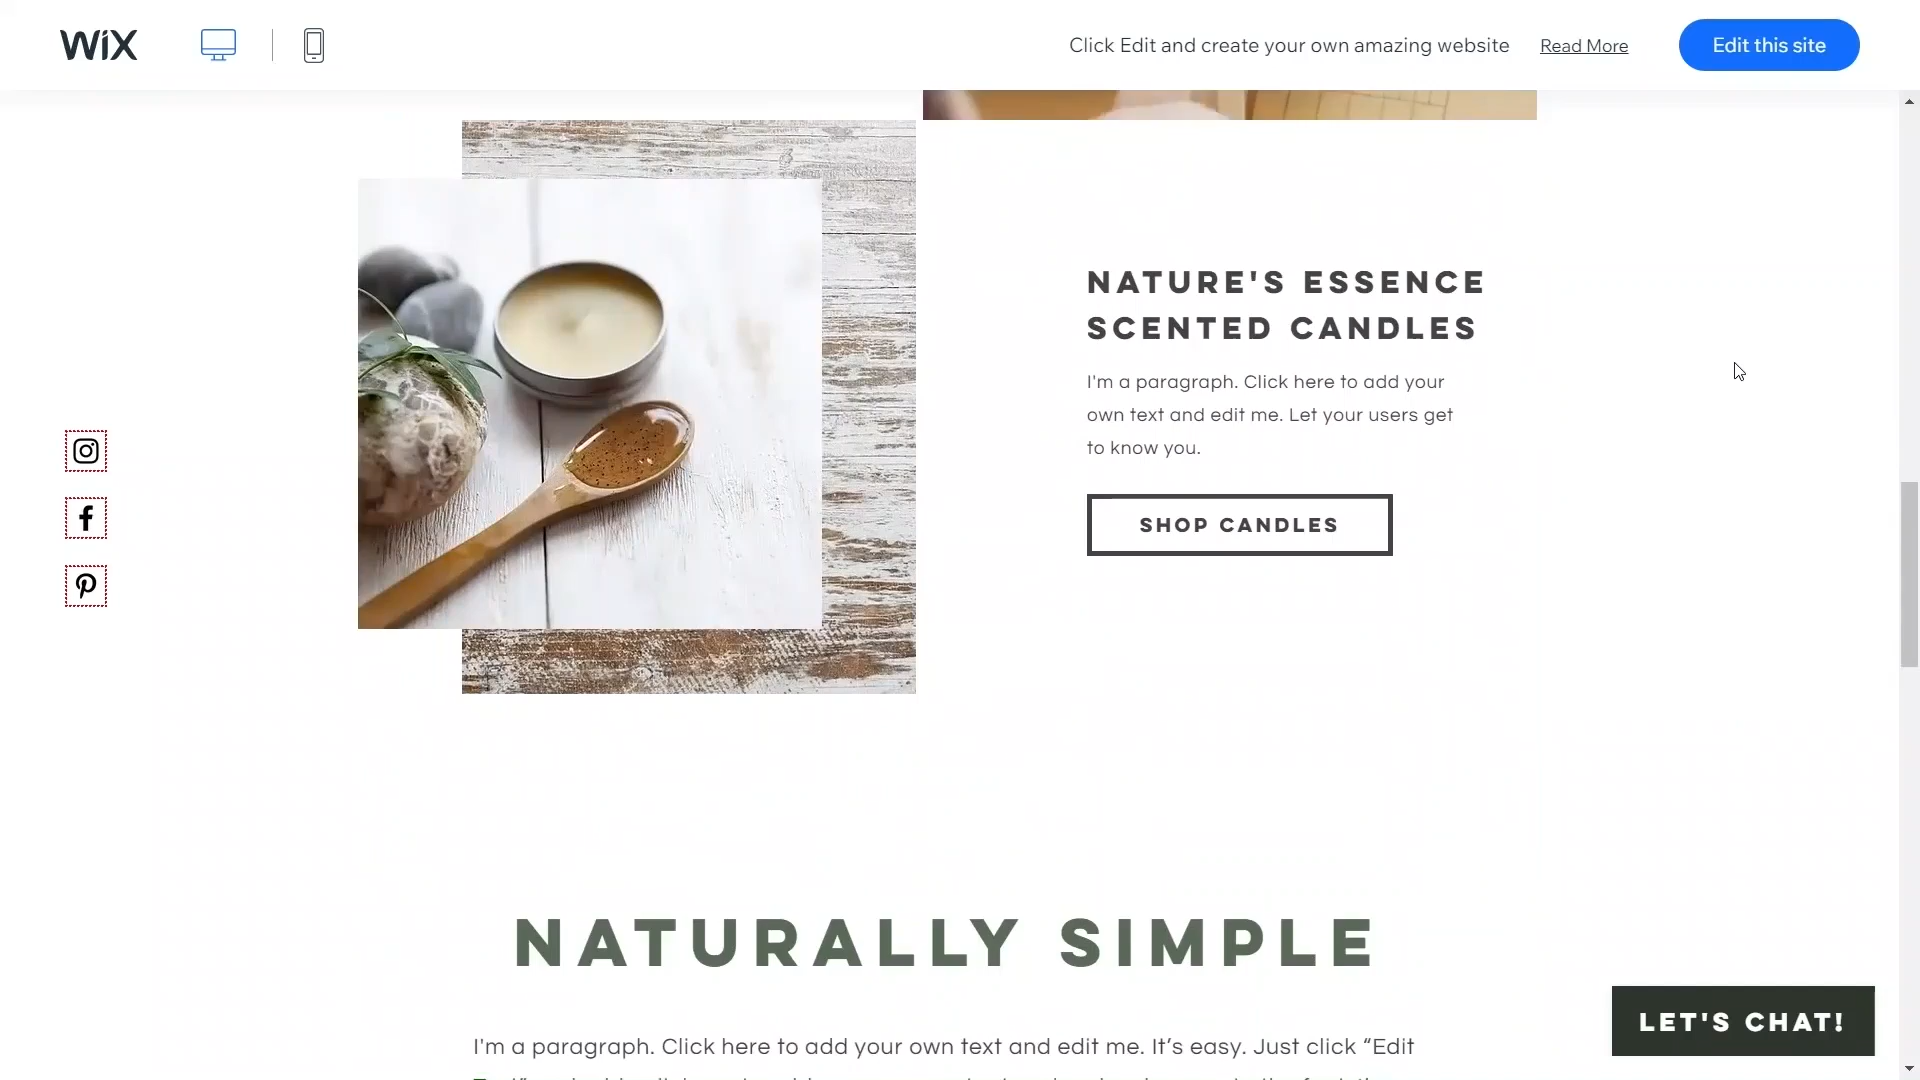 WiX
Click Edit and create your own amazing website
Read More
Edit this site
NATURE'S ESSENCE
SCENTED CANDLES
I'm a paragraph. Click here to add your
own text and edit me. Let your users get
to know you.
SHOP CANDLES
NATURALLY SIMPLE
LET'S CHAT!
I'm a paragraph. Click here to add your own text and edit me. It’s easy. Just click “Edit